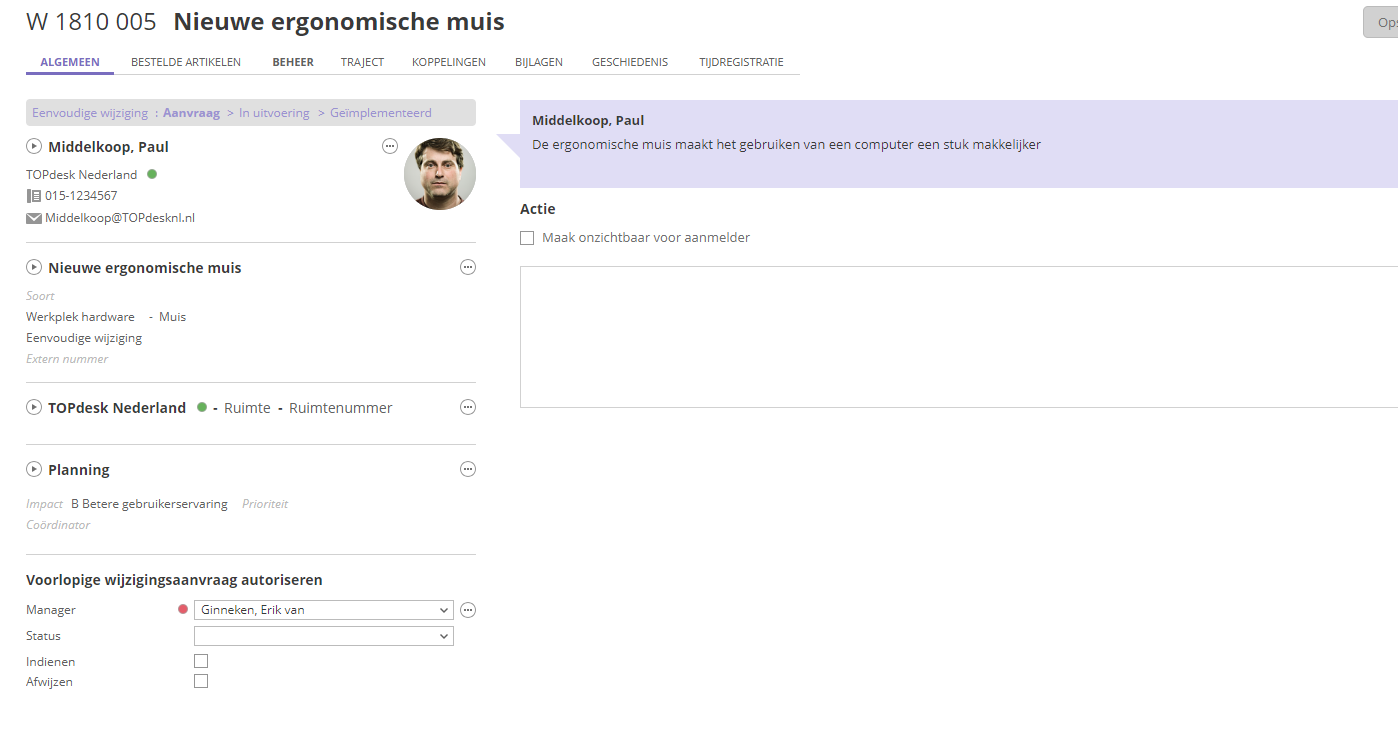 W 1810 005 Nieuwe ergonomische muis
ALGEMEEN BESTELDE ARTIKELEN BEHEER TRAJECT KOPPELINGEN BIJLAGEN GESCHIEDENIS TIJDREGISTRATIE
Eenvoudige wijziging : Aanvraag > In uitvoering > Geïmplementeerd
Middelkoop, Paul
TOPdesk Nederland
015-1234567
Middelkoop@TOPdesknl.nl
Nieuwe ergonomische muis
Soort
Werkplek hardware - Muis
Eenvoudige wijziging
Extern nummer
TOPdesk Nederland - Ruimte - Ruimtenummer
Planning
Impact B Betere gebruikerservaring Prioriteit
Coördinator
Voorlopige wijzigingsaanvraag autoriseren
Manager Ginneken, Erik van
Status
Indienen
Afwijzen
Middelkoop, Paul
De ergonomische muis maakt het gebruiken van een computer een stuk makkelijker
Actie
Maak onzichtbaar voor aanmelder